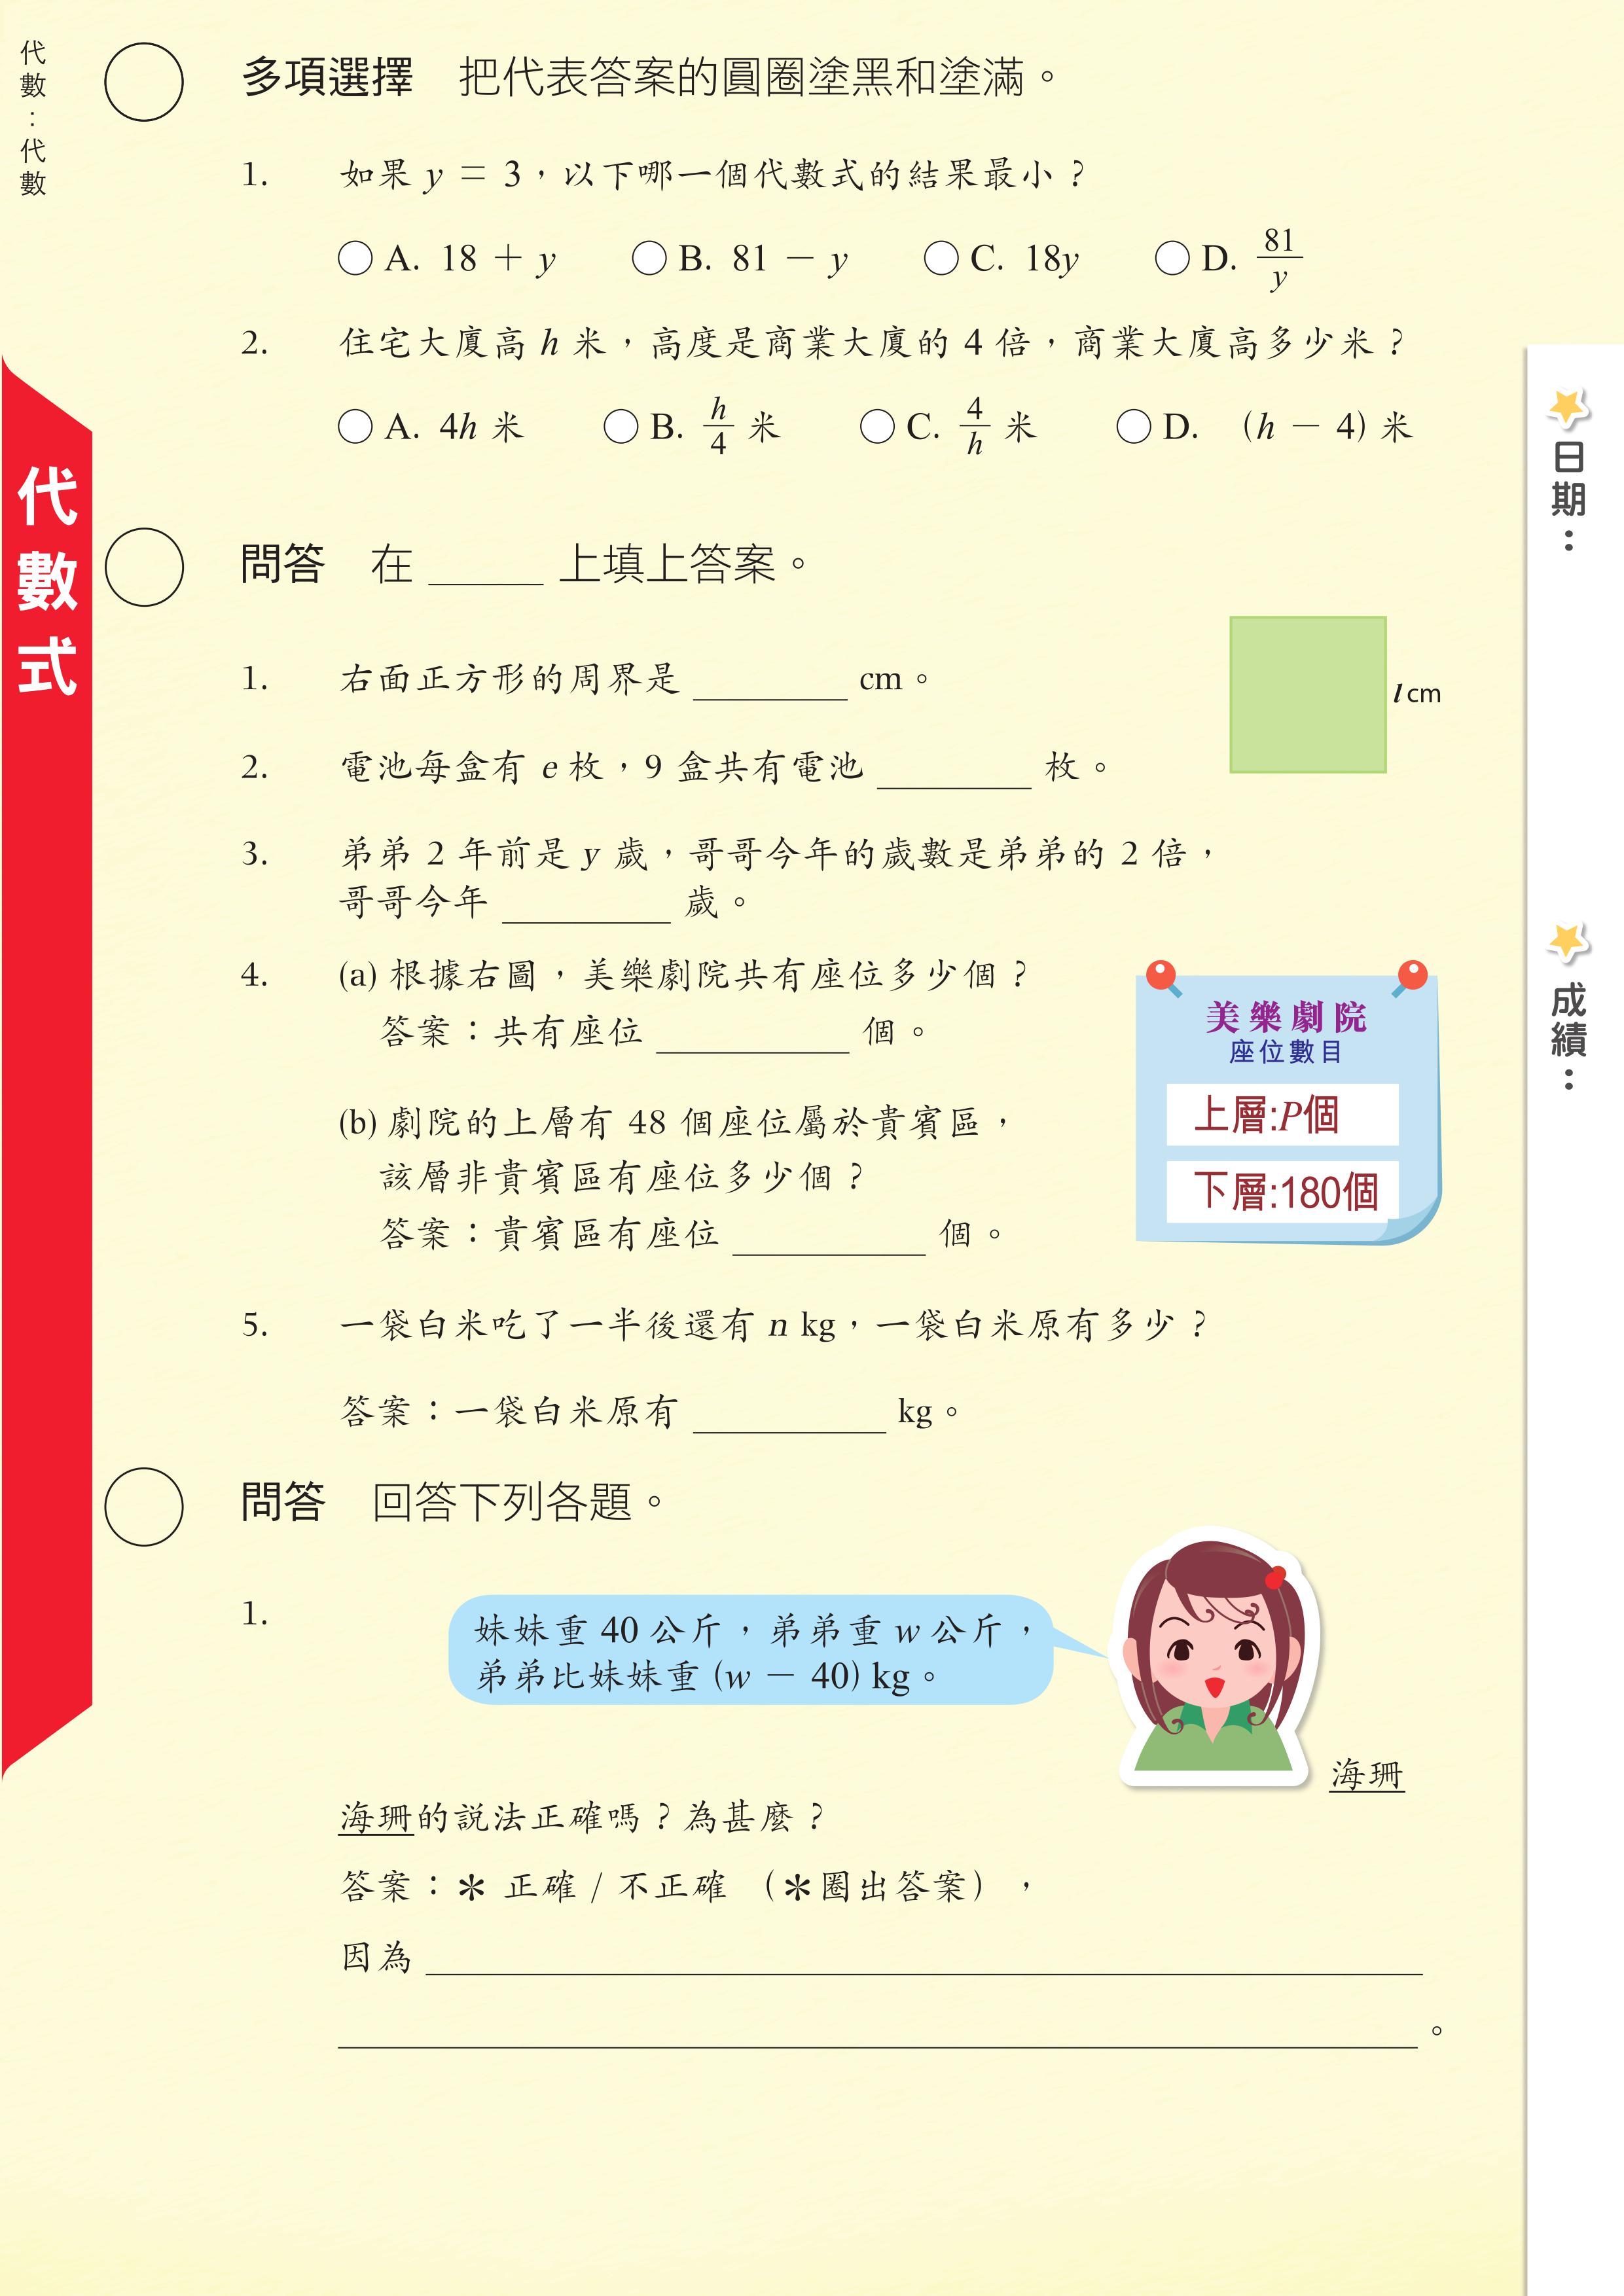 代數：代數
多項選擇　把代表答案的圓圈塗黑和塗滿。
1. 如果 y = 3，以下哪一個代數式的結果最小？
A. 18 + y　B. 81 − y　C. 18y　D. 81/y
2. 住宅大廈高 h 米，高度是商業大廈的 4 倍，商業大廈高多少米？
A. 4h 米　B. h/4 米　C. 4/h 米　D. (h − 4) 米
代數式
問答　在 ______ 上填上答案。
1. 右面正方形的周界是 ________ cm。
l cm
2. 電池每盒有 e 枚，9 盒共有電池 ________ 枚。
3. 弟弟 2 年前是 y 歲，哥哥今年的歲數是弟弟的 2 倍，
哥哥今年 ________ 歲。
4. (a) 根據右圖，美樂劇院共有座位多少個？
答案：共有座位 __________ 個。
(b) 劇院的上層有 48 個座位屬於貴賓區，
該層非貴賓區有座位多少個？
答案：貴賓區有座位 __________ 個。
美樂劇院
座位數目
上層:P個
下層:180個
5. 一袋白米吃了一半後還有 n kg，一袋白米原有多少？
答案：一袋白米原有 __________ kg。
問答　回答下列各題。
1.
妹妹重 40 公斤，弟弟重 w 公斤，
弟弟比妹妹重 (w − 40) kg。
海珊
海珊的說法正確嗎？為甚麼？
答案：＊ 正確 / 不正確 （＊圈出答案），
因為 ____________________
____________________。
日期：
成績：